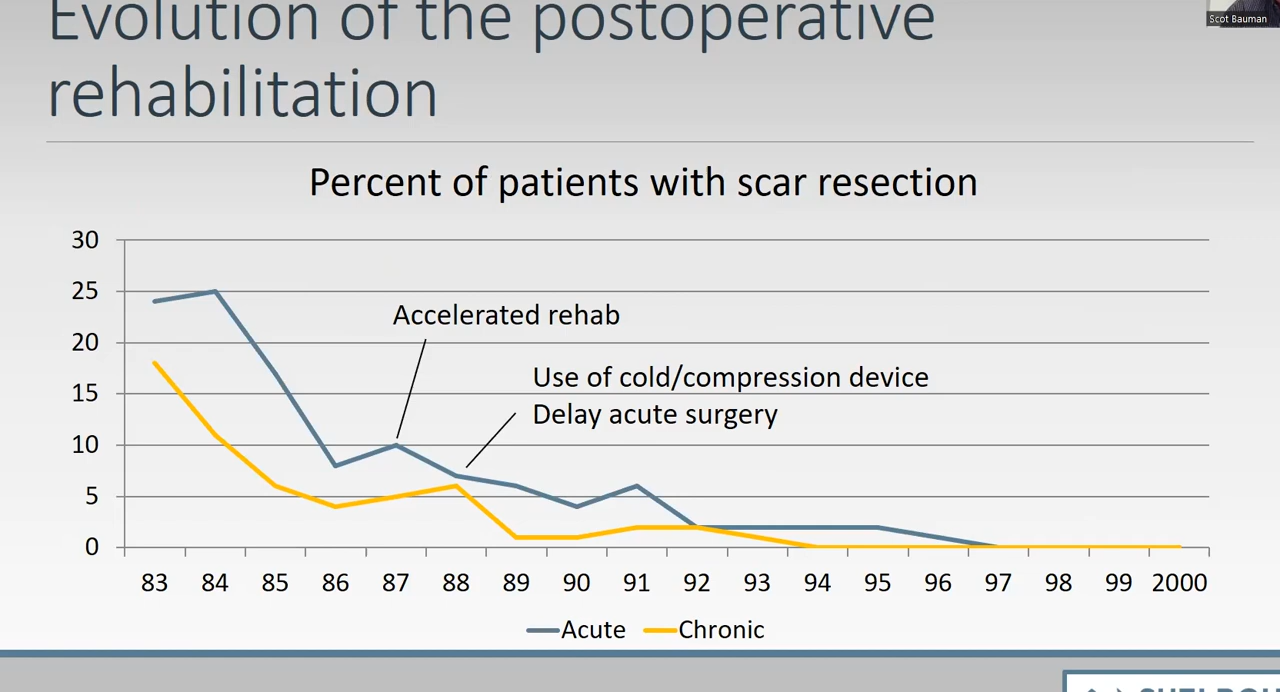 Scot Bauman
Evolution of the postoperative
rehabilitation
Percent of patients with scar resection
30
25
20
15
10
5
0
Accelerated rehab
Use of cold/compression device
Delay acute surgery
83 84 85 86 87 88 89 90 91 92 93 94 95 96 97 98 99 2000
Acute Chronic